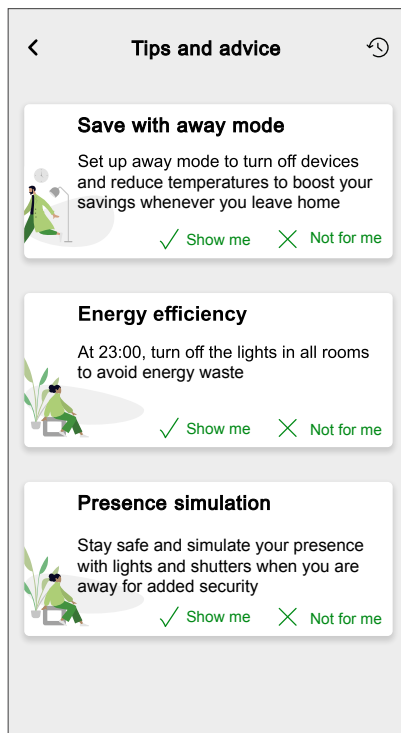 Tips and advice
Save with away mode
Set up away mode to turn off devices
and reduce temperatures to boost your
savings whenever you leave home
Show me Not for me
Energy efficiency
At 23:00, turn off the lights in all rooms
to avoid energy waste
Show me Not for me
Presence simulation
Stay safe and simulate your presence
with lights and shutters when you are
away for added security
Show me Not for me